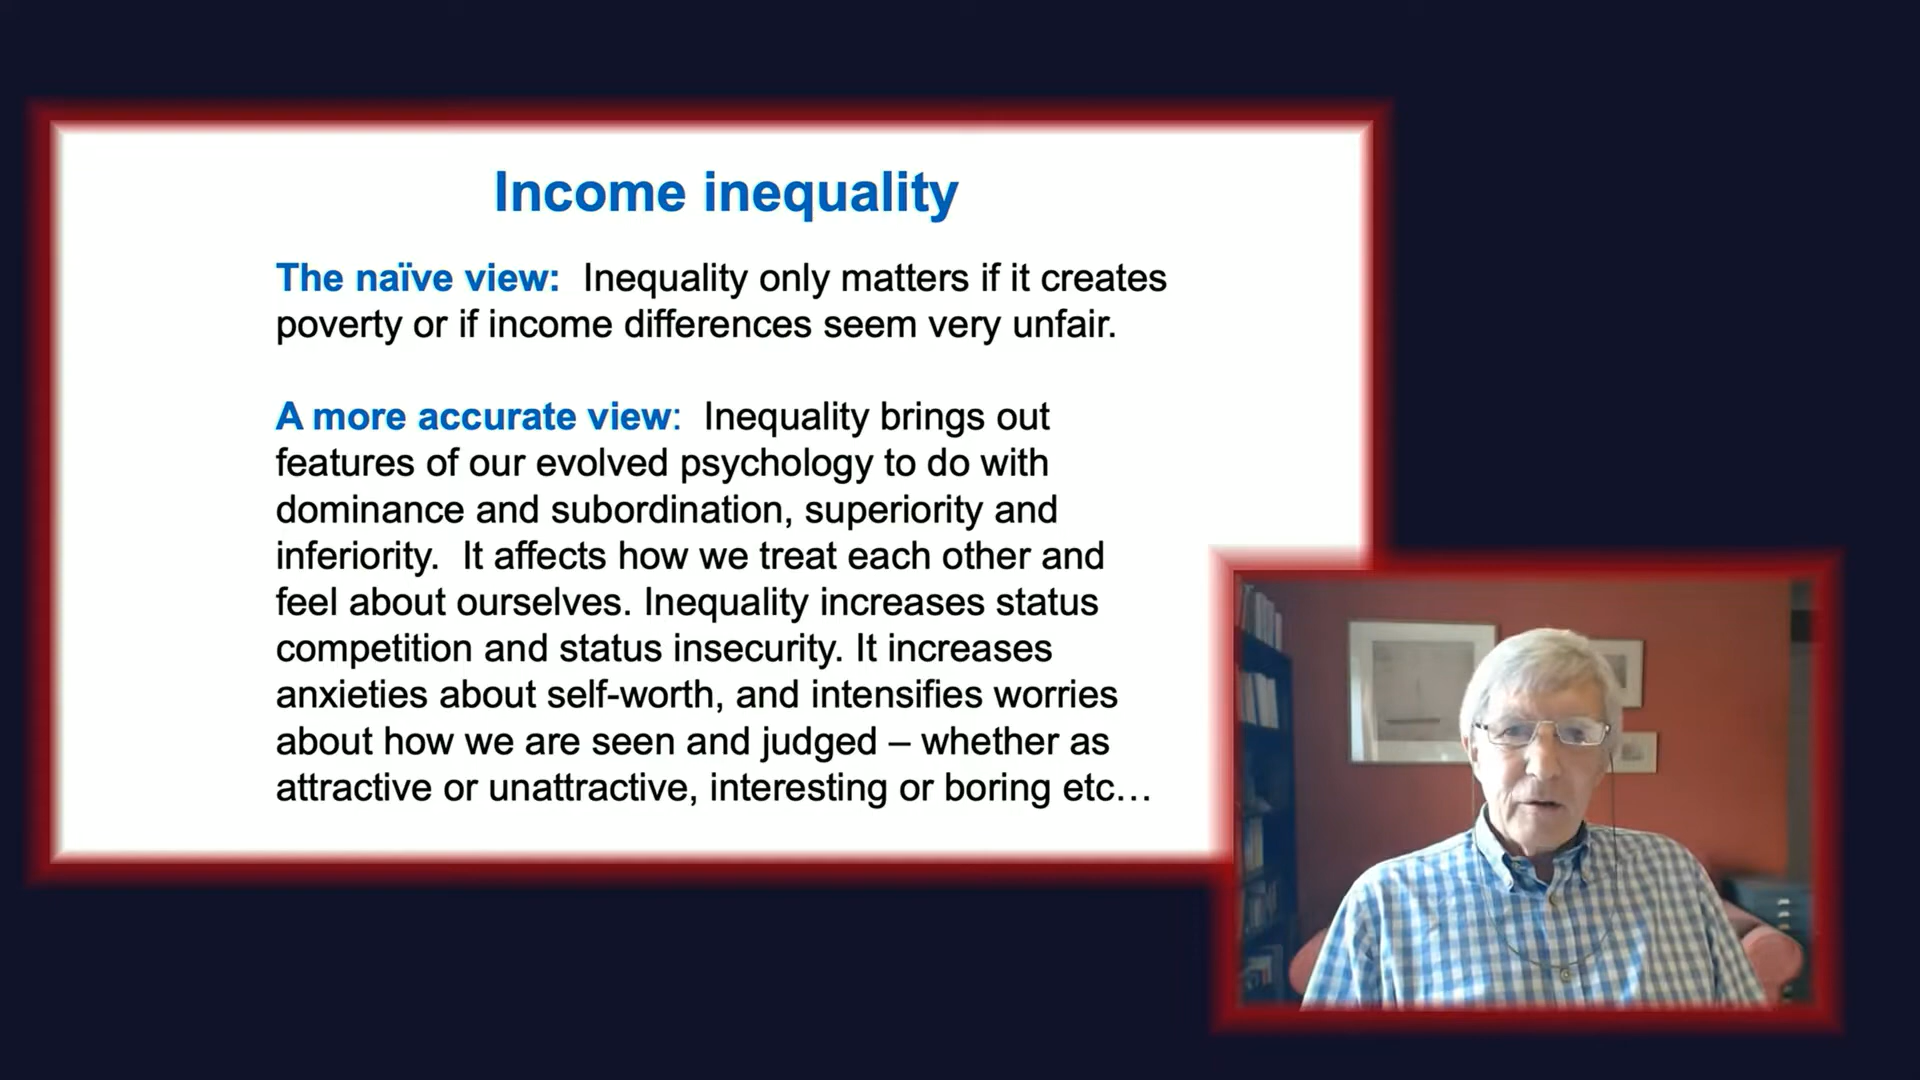 Income inequality
The naïve view:  Inequality only matters if it creates
poverty or if income differences seem very unfair.
A more accurate view:  Inequality brings out
features of our evolved psychology to do with
dominance and subordination, superiority and
inferiority.  It affects how we treat each other and
feel about ourselves. Inequality increases status
competition and status insecurity. It increases
anxieties about self-worth, and intensifies worries
about how we are seen and judged – whether as
attractive or unattractive, interesting or boring etc…